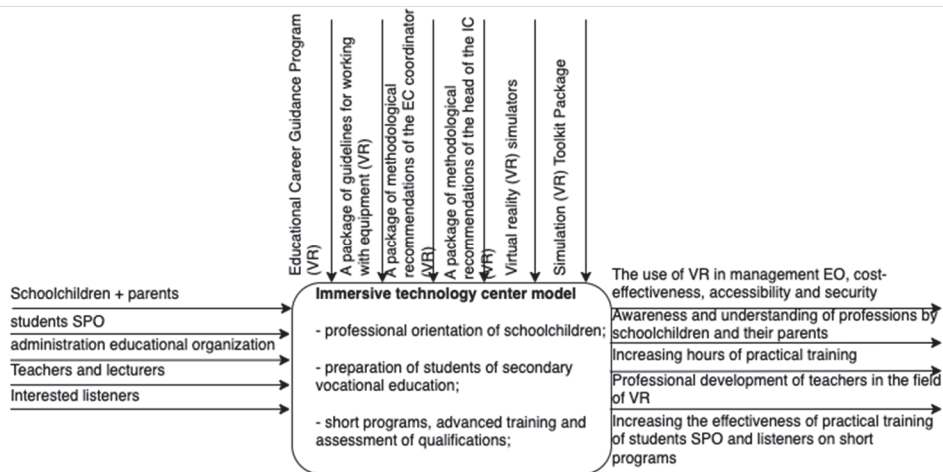 Educational Career Guidance Program
(VR)
A package of guidelines for working
with equipment (VR)
A package of methodological
recommendations of the EC coordinator
(VR)
A package of methodological
recommendations of the head of the IC
(VR)
Virtual reality (VR) simulators
Simulation (VR) Toolkit Package
Schoolchildren + parents
students SPO
administration educational organization
Teachers and lecturers
Interested listeners
Immersive technology center model
- professional orientation of schoolchildren;
- preparation of students of secondary
vocational education;
- short programs, advanced training and
assessment of qualifications;
The use of VR in management EO, cost-
effectiveness, accessibility and security
Awareness and understanding of professions by
schoolchildren and their parents
Increasing hours of practical training
Professional development of teachers in the field
of VR
Increasing the effectiveness of practical training
of students SPO and listeners on short
programs